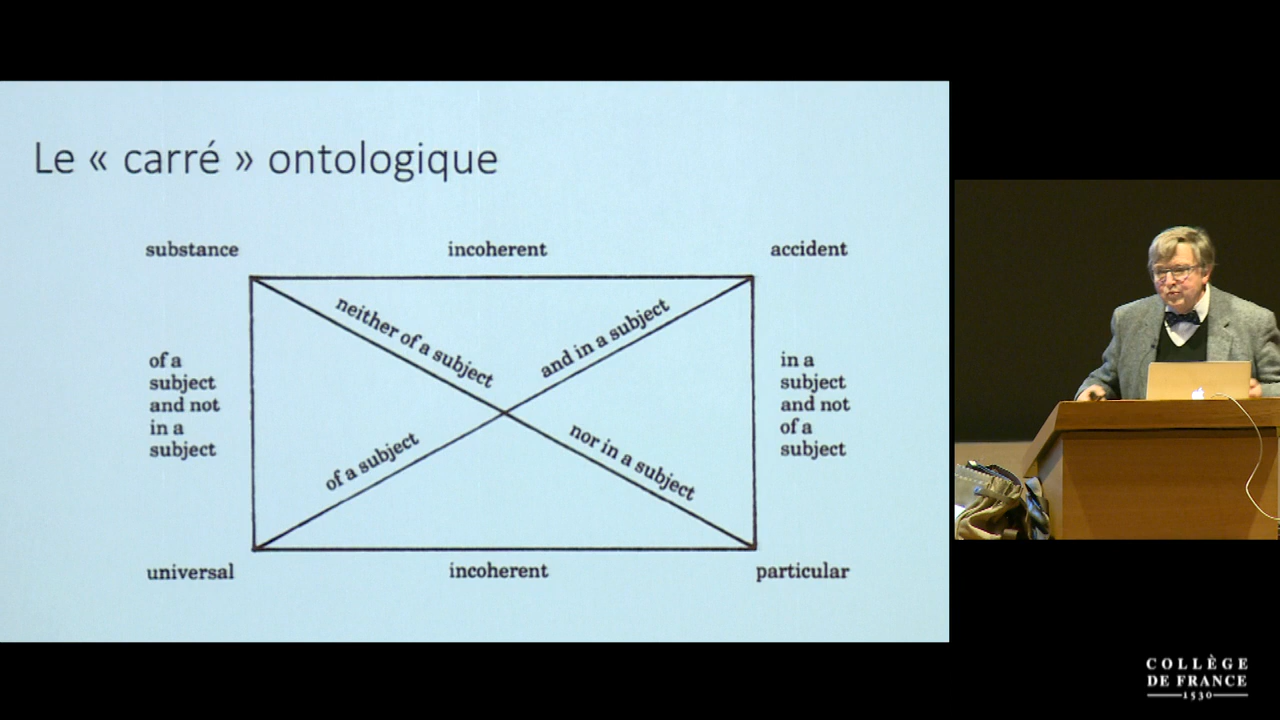 Le « carré » ontologique
substance
incoherent
accident
neither of a subject
and in a subject
of a
subject
and not
in a
subject
in a
subject
and not
of a
subject
of a subject
nor in a subject
universal
incoherent
particular
COLLÈGE
DE FRANCE
1530